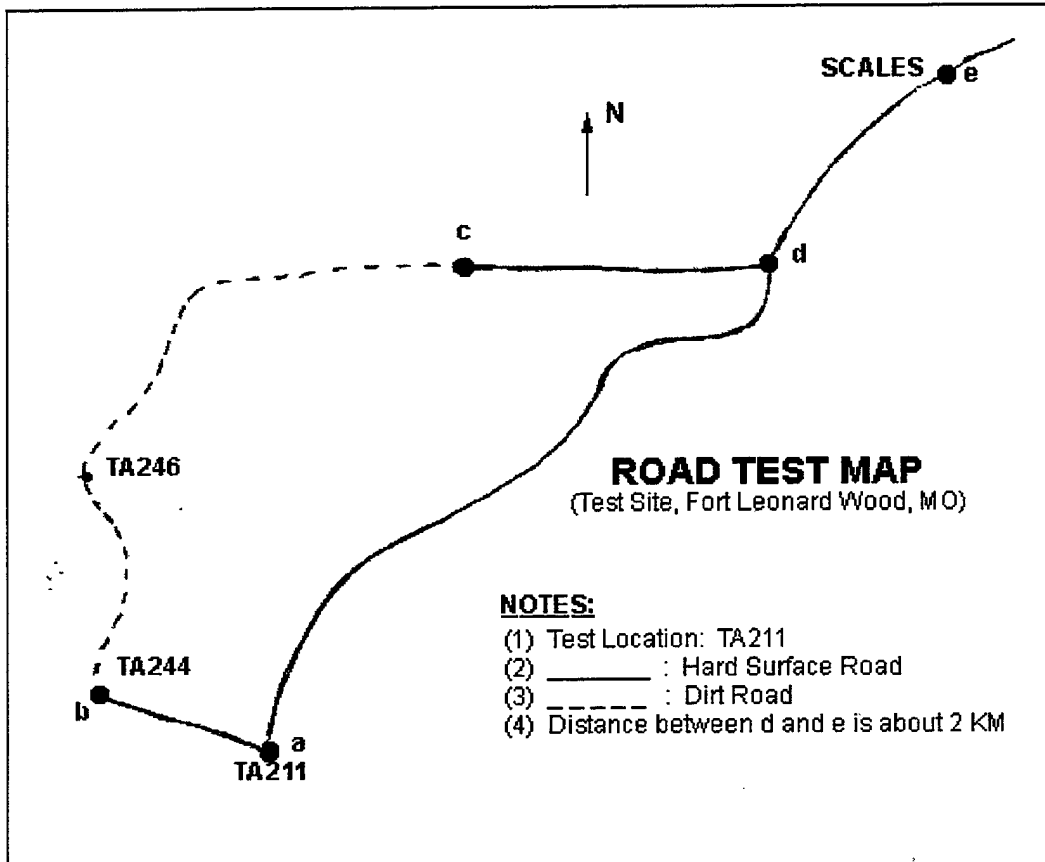 SCALES
e
N
c
d
TA246
ROAD TEST MAP
(Test Site, Fort Leonard Wood, MO)
NOTES:
(1) Test Location: TA211
(2) ________ : Hard Surface Road
(3) _ _ _ _ _ : Dirt Road
(4) Distance between d and e is about 2 KM
TA244
b
a
TA211